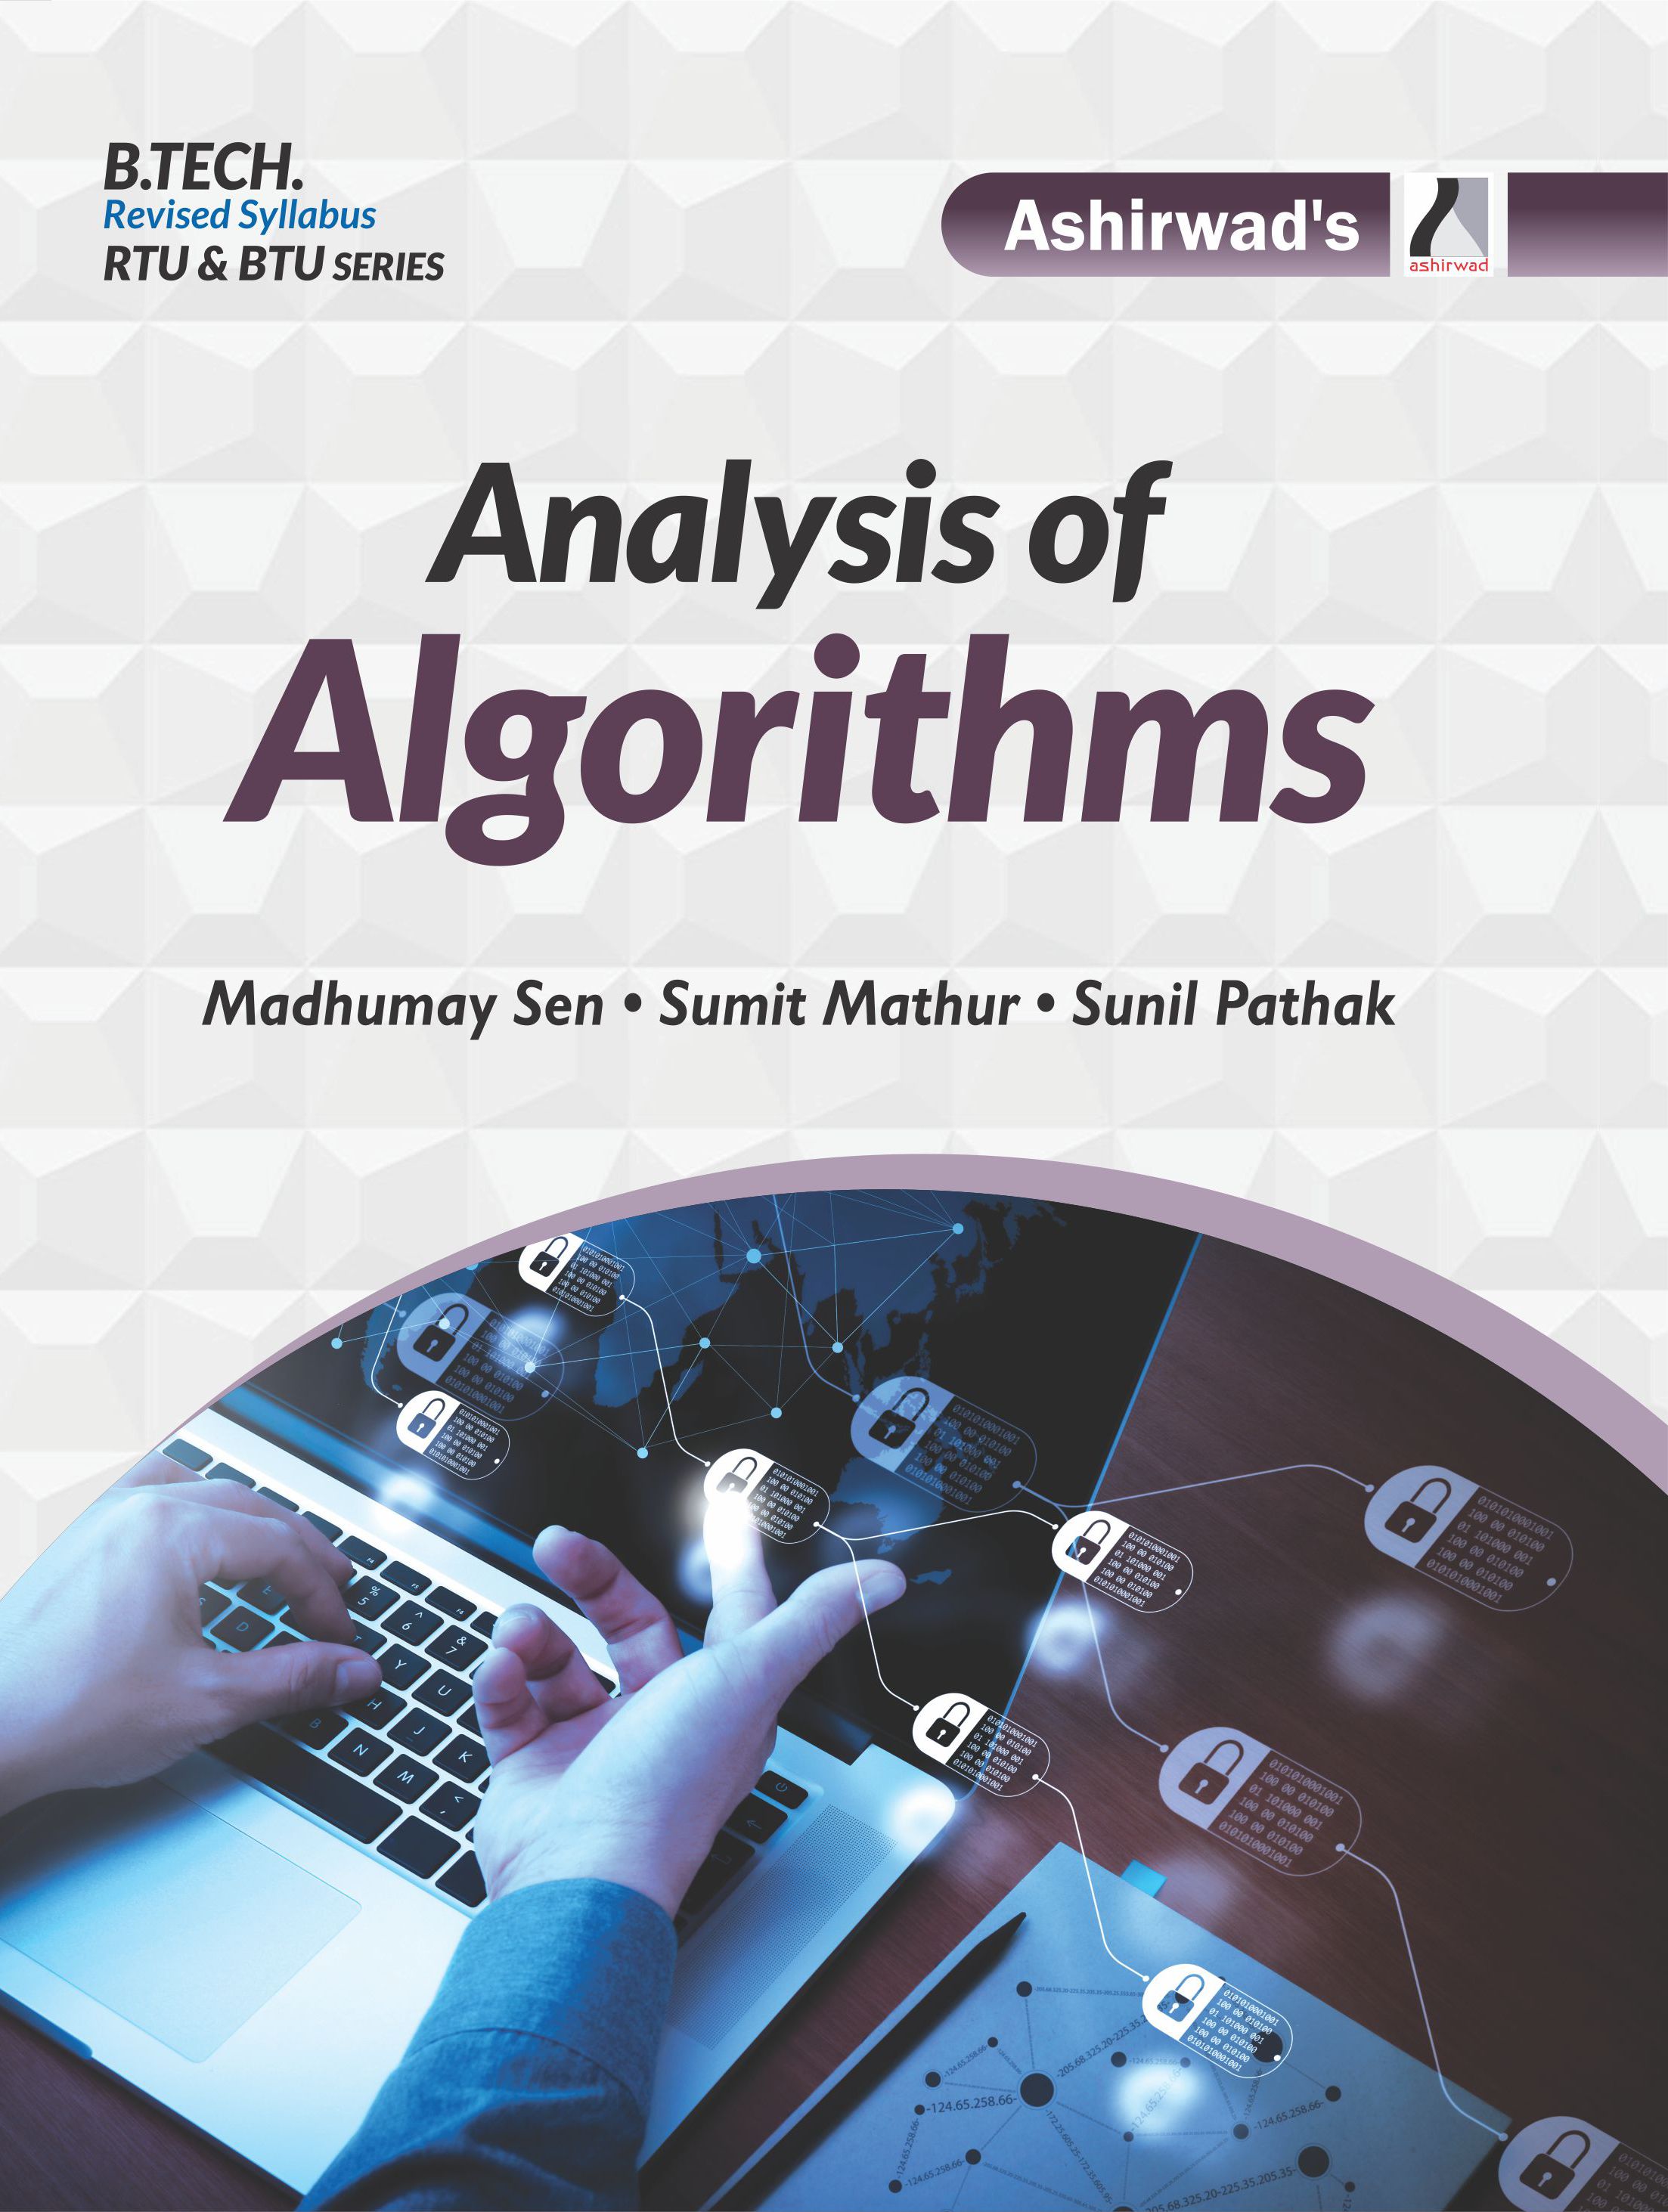 B.TECH.
Revised Syllabus
RTU & BTU SERIES
Ashirwad's
ashirwad
Analysis of
Algorithms
Madhumay Sen • Sumit Mathur • Sunil Pathak